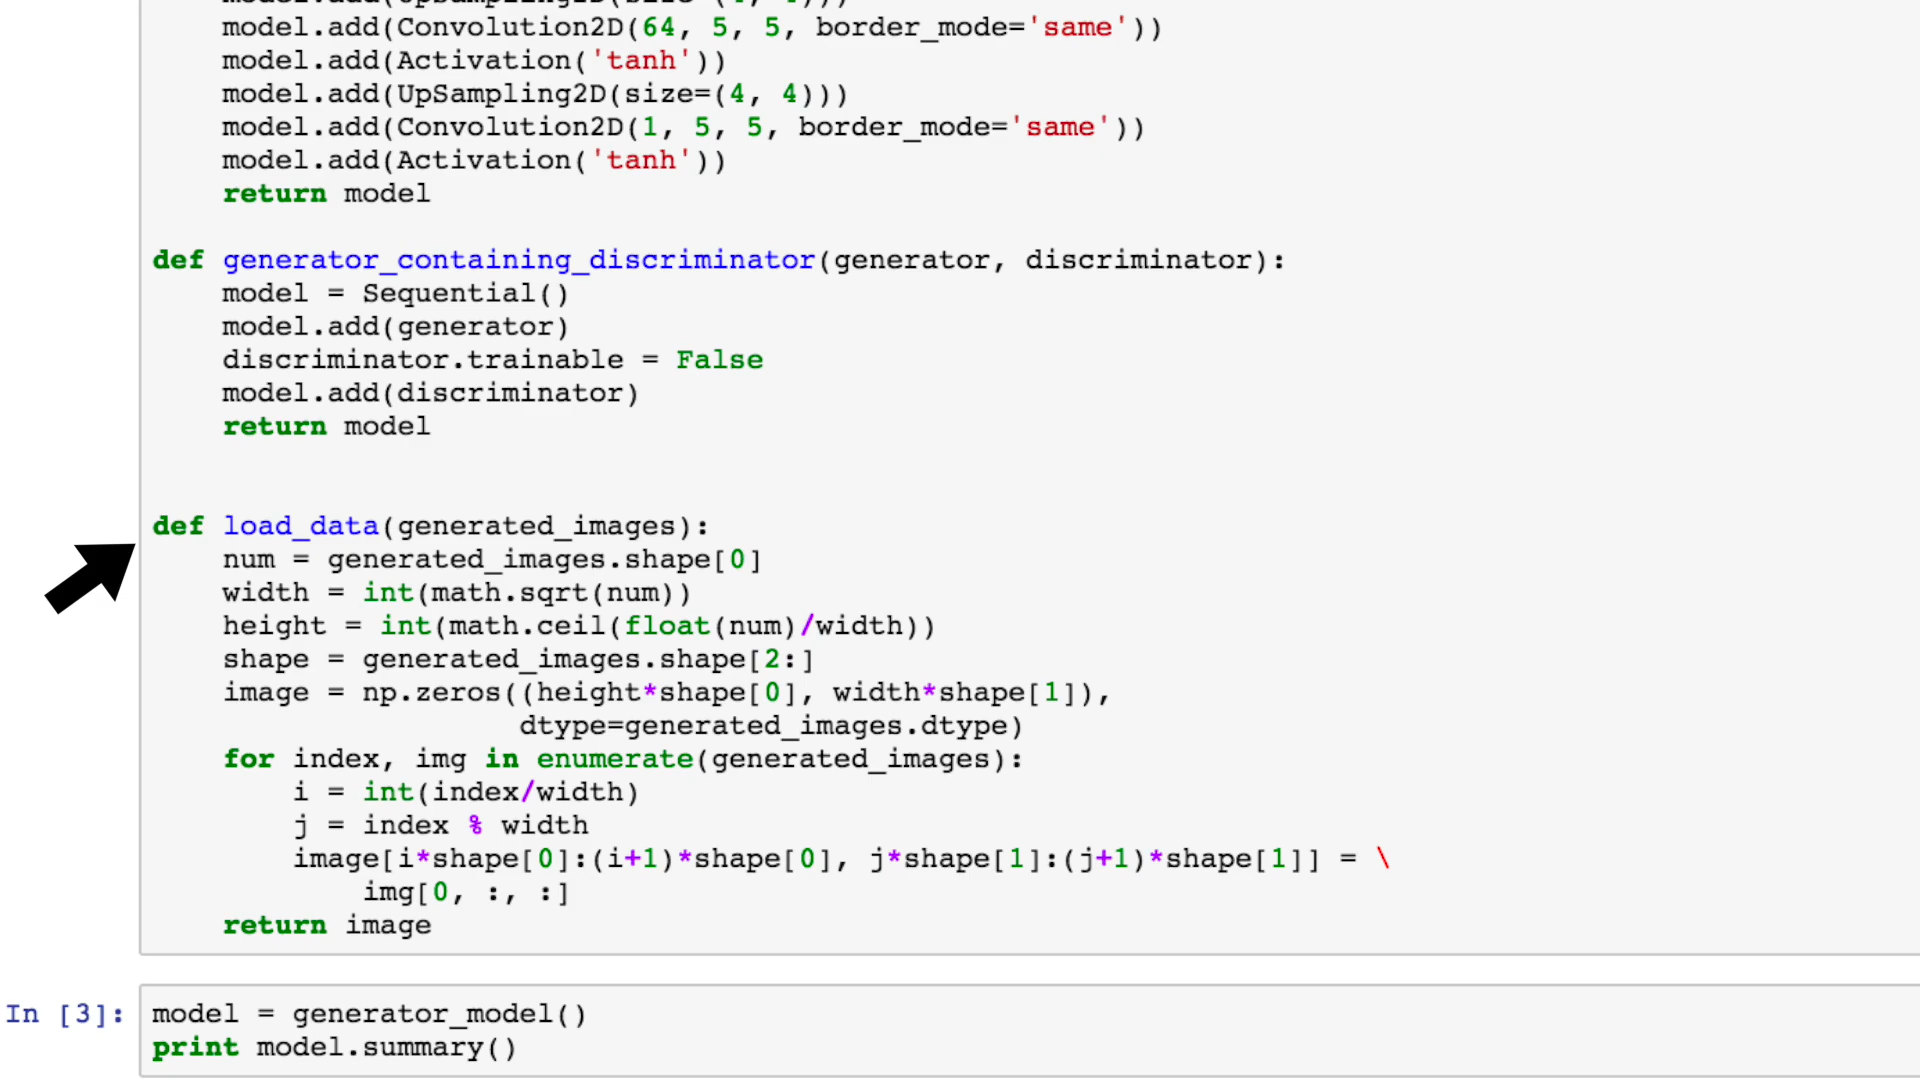 model.add(UpSampling2D(size=(4, 4)))
    model.add(Convolution2D(64, 5, 5, border_mode='same'))
    model.add(Activation('tanh'))
    model.add(UpSampling2D(size=(4, 4)))
    model.add(Convolution2D(1, 5, 5, border_mode='same'))
    model.add(Activation('tanh'))
    return model

def generator_containing_discriminator(generator, discriminator):
    model = Sequential()
    model.add(generator)
    discriminator.trainable = False
    model.add(discriminator)
    return model

def load_data(generated_images):
    num = generated_images.shape[0]
    width = int(math.sqrt(num))
    height = int(math.ceil(float(num)/width))
    shape = generated_images.shape[2:]
    image = np.zeros((height*shape[0], width*shape[1]),
                     dtype=generated_images.dtype)
    for index, img in enumerate(generated_images):
        i = int(index/width)
        j = index % width
        image[i*shape[0]:(i+1)*shape[0], j*shape[1]:(j+1)*shape[1]] = \
            img[0, :, :]
    return image

In [3]: model = generator_model()
print model.summary()